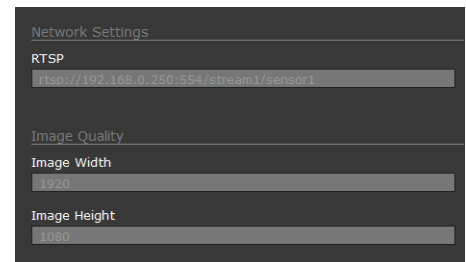 Network Settings
RTSP
rtsp://192.168.0.250:554/stream1/sensor1
Image Quality
Image Width
1920
Image Height
1080